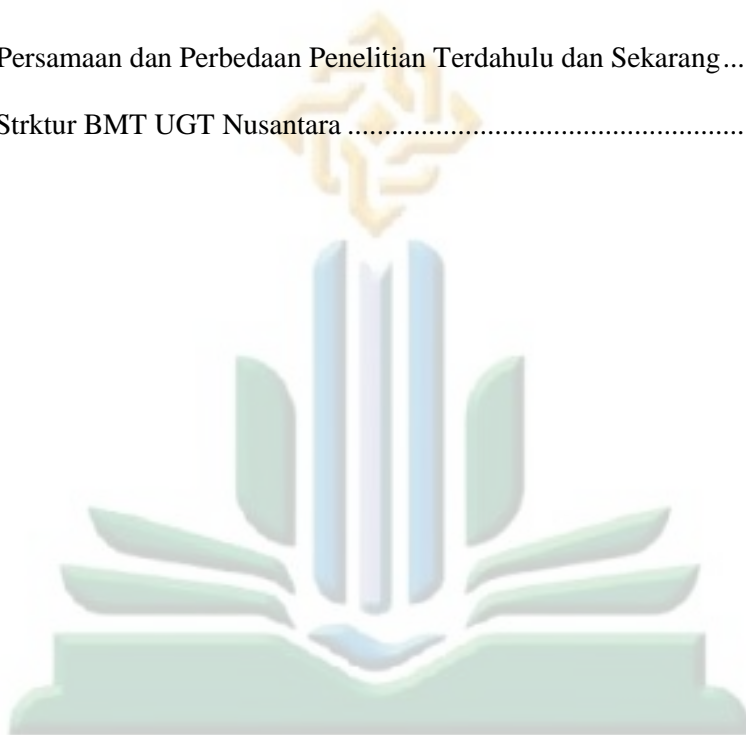 Persamaan dan Perbedaan Penelitian Terdahulu dan Sekarang...
Strktur BMT UGT Nusantara ........................................................